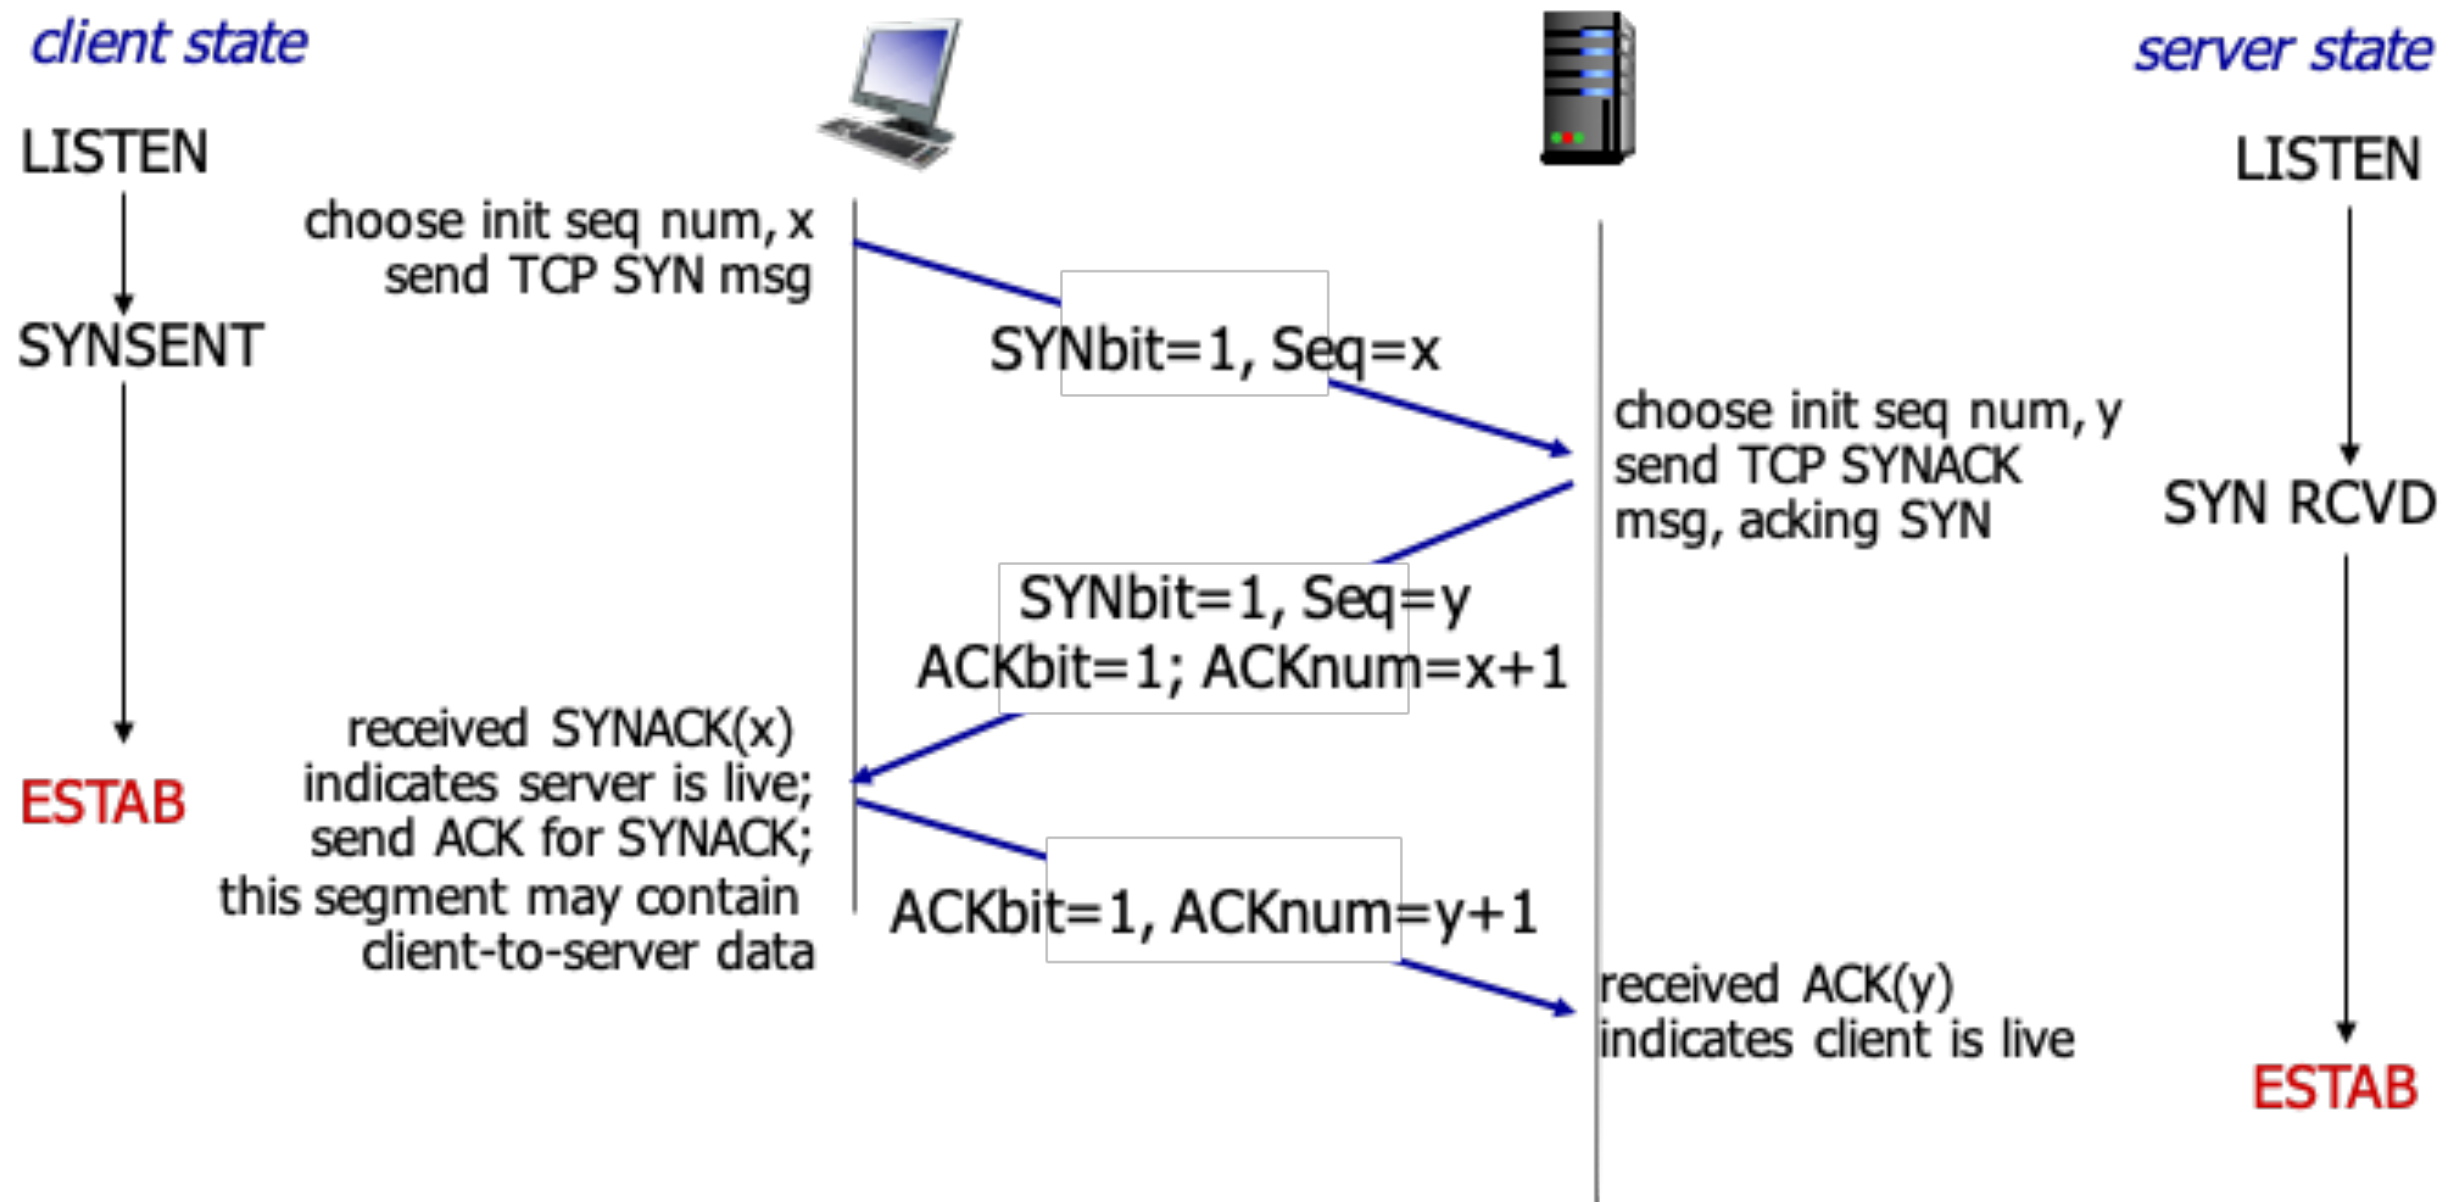 client state
server state
LISTEN
LISTEN
choose init seq num, x
send TCP SYN msg
SYNSENT
SYNbit=1, Seq=x
choose init seq num, y
send TCP SYNACK
msg, acking SYN
SYN RCVD
SYNbit=1, Seq=y
ACKbit=1; ACKnum=x+1
received SYNACK(x)
indicates server is live;
send ACK for SYNACK;
this segment may contain
client-to-server data
ESTAB
ACKbit=1, ACKnum=y+1
received ACK(y)
indicates client is live
ESTAB